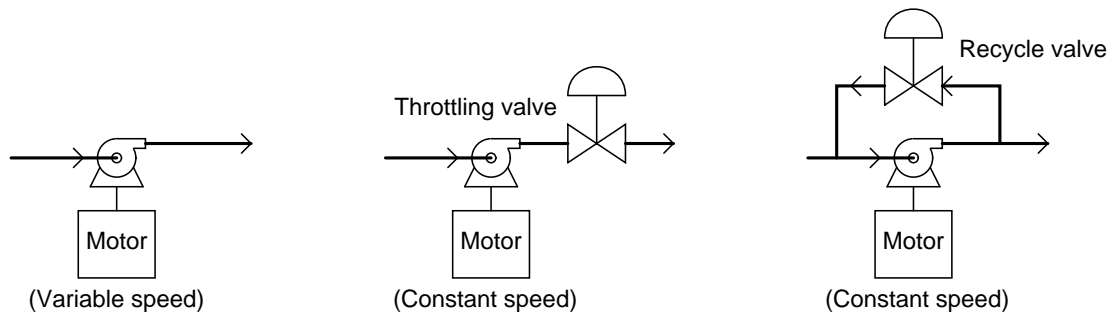 Recycle valve
Throttling valve
Motor
Motor
Motor
(Variable speed)
(Constant speed)
(Constant speed)